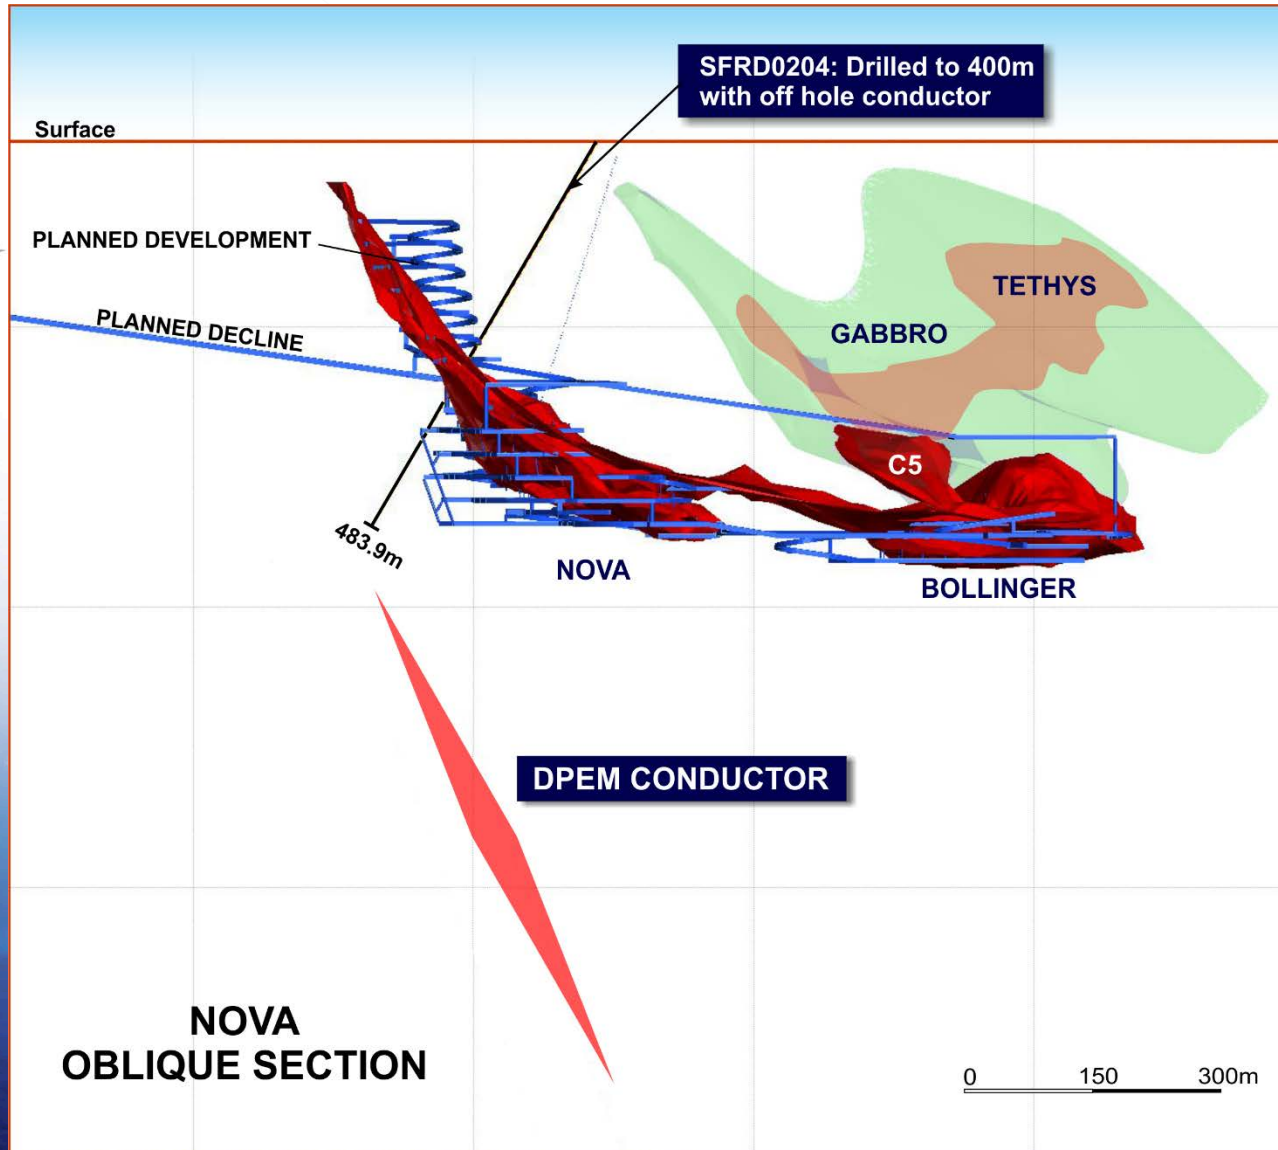 SFRD0204: Drilled to 400m
with off hole conductor
Surface
PLANNED DEVELOPMENT
TETHYS
PLANNED DECLINE
GABBRO
C5
483.9m
NOVA
BOLLINGER
DPEM CONDUCTOR
NOVA
OBLIQUE SECTION
0 150 300m